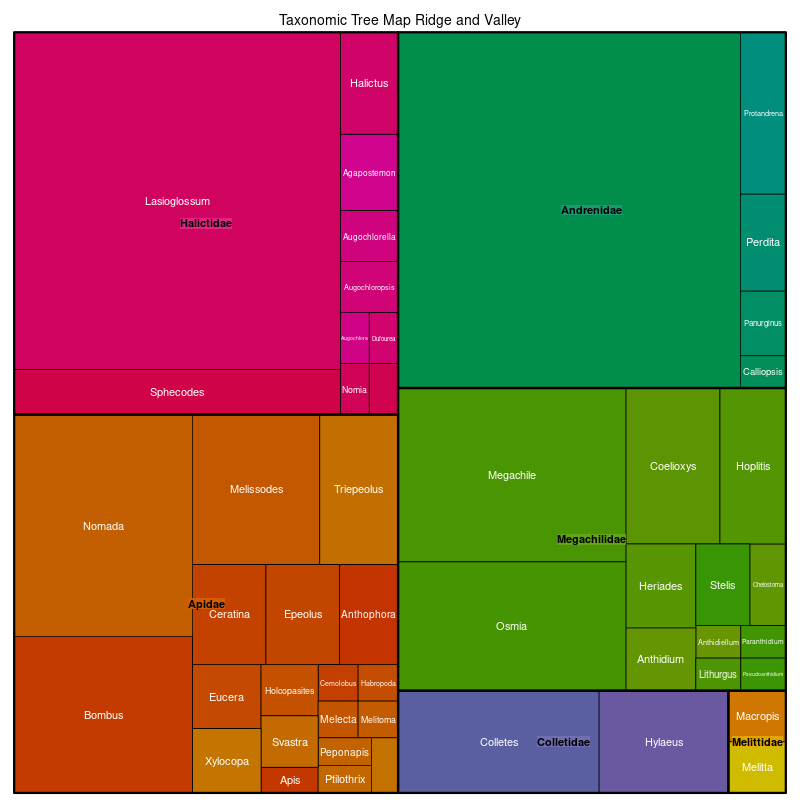 Taxonomic Tree Map Ridge and Valley
Lasioglossum
Halictidae
Sphecodes
Halictus
Agapostemon
Augochlorella
Augochloropsis
Augochlora
Dufourea
Nomia
Andrenidae
Protandrena
Perdita
Panurginus
Calliopsis
Nomada
Bombus
Apidae
Melissodes
Triepeolus
Ceratina
Epeolus
Anthophora
Eucera
Xylocopa
Holcopasites
Svastra
Apis
Cemolobus
Habropoda
Melecta
Melitoma
Peponapis
Ptilothrix
Megachile
Megachilidae
Osmia
Coelioxys
Hoplitis
Heriades
Anthidium
Stelis
Chelostoma
Anthidiellum
Paranthidium
Lithurgus
Pseudoanthidium
Colletes
Colletidae
Hylaeus
Macropis
Melittidae
Melitta